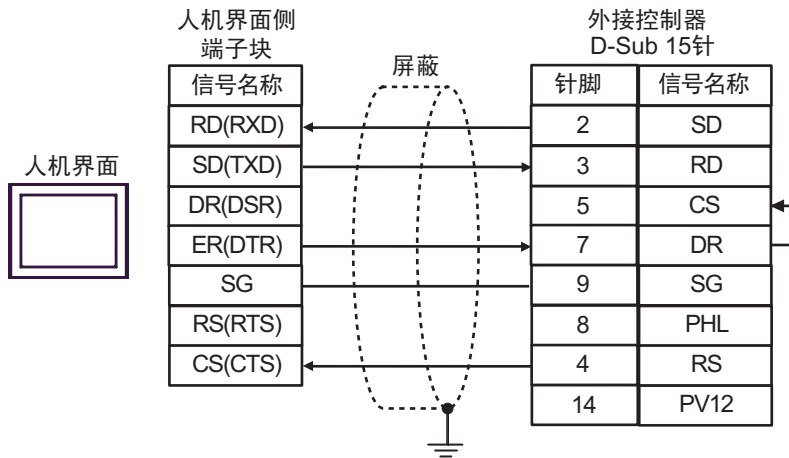 人机界面侧
端子块
外接控制器
D-Sub 15针
屏蔽
人机界面
信号名称
RD(RXD)
SD(TXD)
DR(DSR)
ER(DTR)
SG
RS(RTS)
CS(CTS)
针脚 信号名称
2 SD
3 RD
5 CS
7 DR
9 SG
8 PHL
4 RS
14 PV12